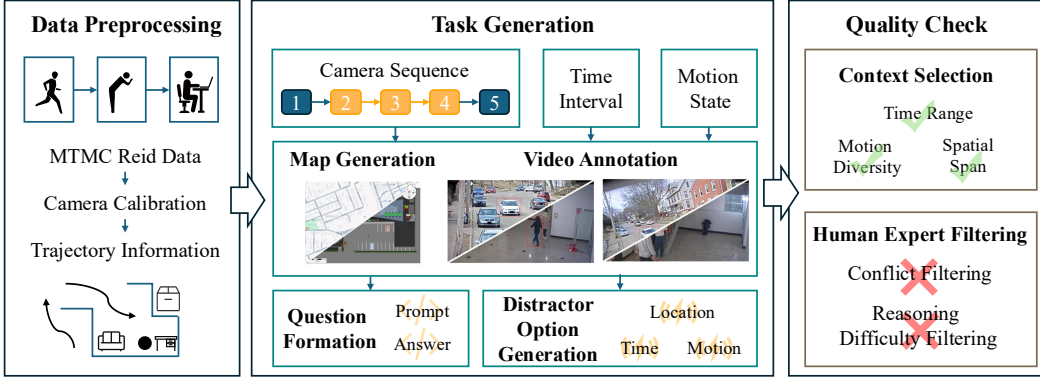 Data Preprocessing
MTMC Reid Data
Camera Calibration
Trajectory Information
Task Generation
Camera Sequence
1 2 3 4 5
Time
Interval
Motion
State
Map Generation
Video Annotation
Question
Formation
Prompt
Answer
Distractor
Option
Generation
Location
Time
Motion
Quality Check
Context Selection
Time Range
Motion
Diversity
Spatial
Span
Human Expert Filtering
Conflict Filtering
Reasoning
Difficulty Filtering